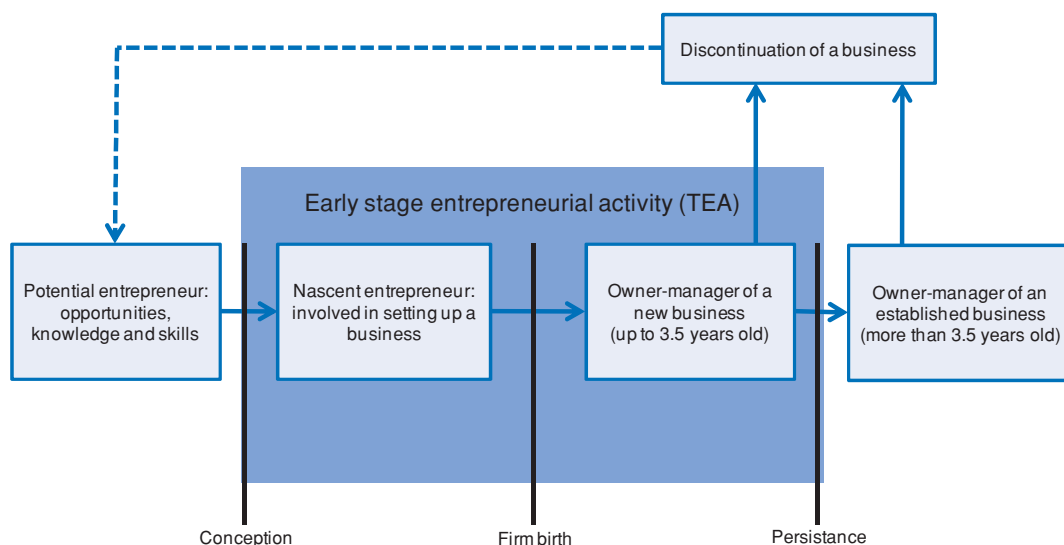 Discontinuation of a business
Early stage entrepreneurial activity (TEA)
Potential entrepreneur:
opportunities,
knowledge and skills
Nascent entrepreneur:
involved in setting up a
business
Owner-manager of a
new business
(up to 3.5 years old)
Owner-manager of an
established business
(more than 3.5 years old)
Conception
Firm birth
Persistance